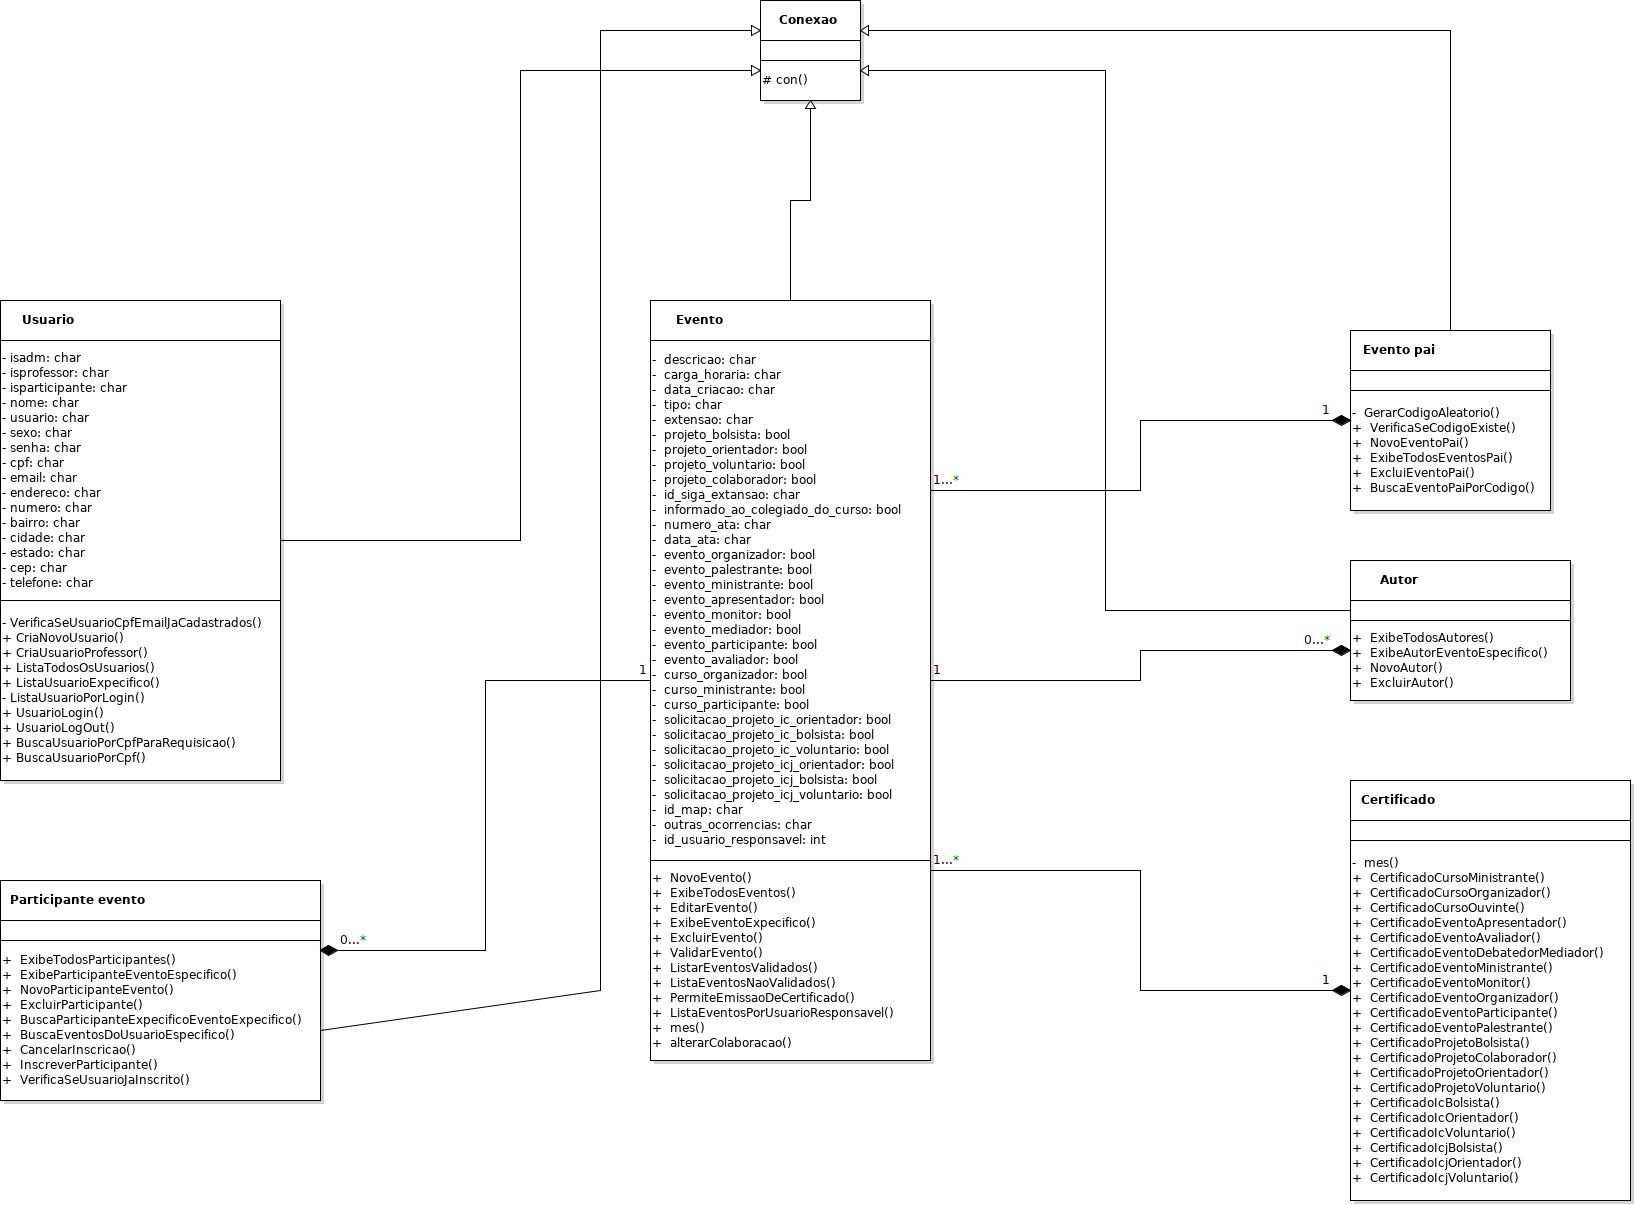 Conexao
# con()
Usuario
- isadm: char
- isprofessor: char
- isparticipante: char
- nome: char
- usuario: char
- sexo: char
- senha: char
- cpf: char
- email: char
- endereco: char
- numero: char
- bairro: char
- cidade: char
- estado: char
- cep: char
- telefone: char
- VerificaSeUsuarioCpfEmailJaCadastrados()
+ CriaNovoUsuario()
+ CriaUsuarioProfessor()
+ ListaTodosOsUsuarios()
+ ListaUsuarioExpecifico()
- ListaUsuarioPorLogin()
+ UsuarioLogin()
+ UsuarioLogOut()
+ BuscaUsuarioPorCpfParaRequisicao()
+ BuscaUsuarioPorCpf()
Participante evento
+ ExibeTodosParticipantes()
+ ExibeParticipanteEventoEspecifico()
+ NovoParticipanteEvento()
+ ExcluirParticipante()
+ BuscaParticipanteExpecificoEventoExpecifico()
+ BuscaEventosDoUsuarioEspecifico()
+ CancelarInscricao()
+ InscreverParticipante()
+ VerificaSeUsuarioJaInscrito()
0...*
1
Evento
- descricao: char
- carga_horaria: char
- data_criacao: char
- tipo: char
- extensao: char
- projeto_bolsista: bool
- projeto_orientador: bool
- projeto_voluntario: bool
- projeto_colaborador: bool
- id_siga_extansao: char
- informado_ao_colegiado_do_curso: bool
- numero_ata: char
- data_ata: char
- evento_organizador: bool
- evento_palestrante: bool
- evento_ministrante: bool
- evento_apresentador: bool
- evento_monitor: bool
- evento_mediador: bool
- evento_participante: bool
- evento_avaliador: bool
- curso_organizador: bool
- curso_ministrante: bool
- curso_participante: bool
- solicitacao_projeto_ic_orientador: bool
- solicitacao_projeto_ic_bolsista: bool
- solicitacao_projeto_ic_voluntario: bool
- solicitacao_projeto_icj_orientador: bool
- solicitacao_projeto_icj_bolsista: bool
- solicitacao_projeto_icj_voluntario: bool
- id_map: char
- outras_ocorrencias: char
- id_usuario_responsavel: int
+ NovoEvento()
+ ExibeTodosEventos()
+ EditarEvento()
+ ExibeEventoExpecifico()
+ ExcluirEvento()
+ ValidarEvento()
+ ListarEventosValidados()
+ ListaEventosNaoValidados()
+ PermiteEmissaoDeCertificado()
+ ListaEventosPorUsuarioResponsavel()
+ mes()
+ alterarColaboracao()
1...*
1
1...*
1
Evento pai
- GerarCodigoAleatorio()
+ VerificaSeCodigoExiste()
+ NovoEventoPai()
+ ExibeTodosEventosPai()
+ ExcluiEventoPai()
+ BuscaEventoPaiPorCodigo()
0...*
Autor
+ ExibeTodosAutores()
+ ExibeAutorEventoEspecifico()
+ NovoAutor()
+ ExcluirAutor()
1
Certificado
- mes()
+ CertificadoCursoMinistrante()
+ CertificadoCursoOrganizador()
+ CertificadoCursoOuvinte()
+ CertificadoEventoApresentador()
+ CertificadoEventoAvaliador()
+ CertificadoEventoDebatedorMediador()
+ CertificadoEventoMinistrante()
+ CertificadoEventoMonitor()
+ CertificadoEventoOrganizador()
+ CertificadoEventoParticipante()
+ CertificadoEventoPalestrante()
+ CertificadoProjetoBolsista()
+ CertificadoProjetoColaborador()
+ CertificadoProjetoOrientador()
+ CertificadoProjetoVoluntario()
+ CertificadoIcBolsista()
+ CertificadoIcOrientador()
+ CertificadoIcVoluntario()
+ CertificadoIcjBolsista()
+ CertificadoIcjOrientador()
+ CertificadoIcjVoluntario()